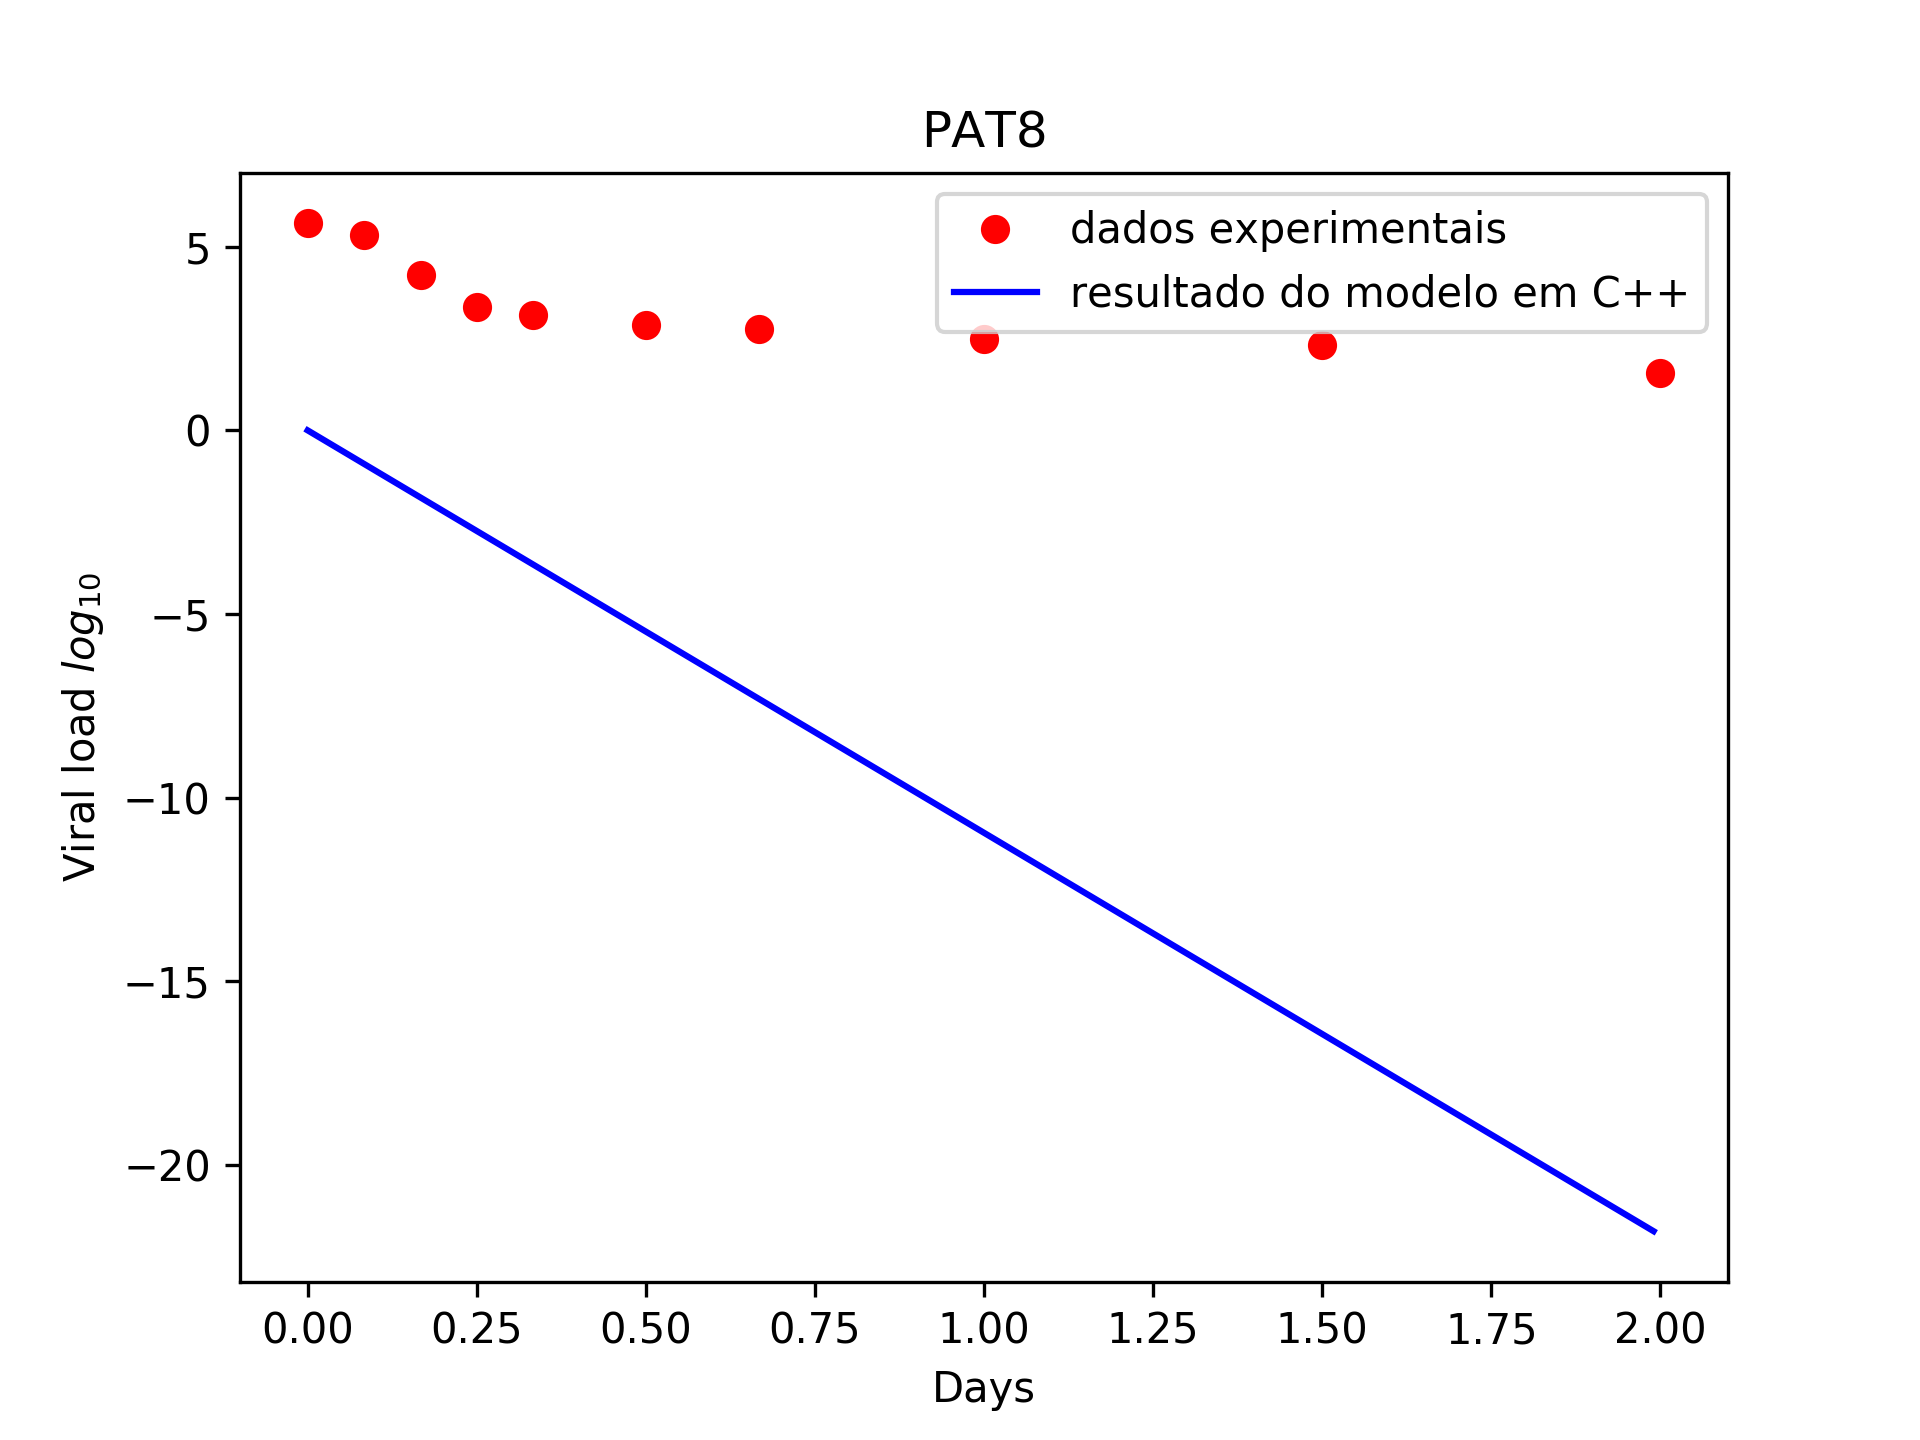 PAT8
dados experimentais
resultado do modelo em C++
5
0
−5
−10
−15
−20
Viral load log10
0.00 0.25 0.50 0.75 1.00 1.25 1.50 1.75 2.00
Days